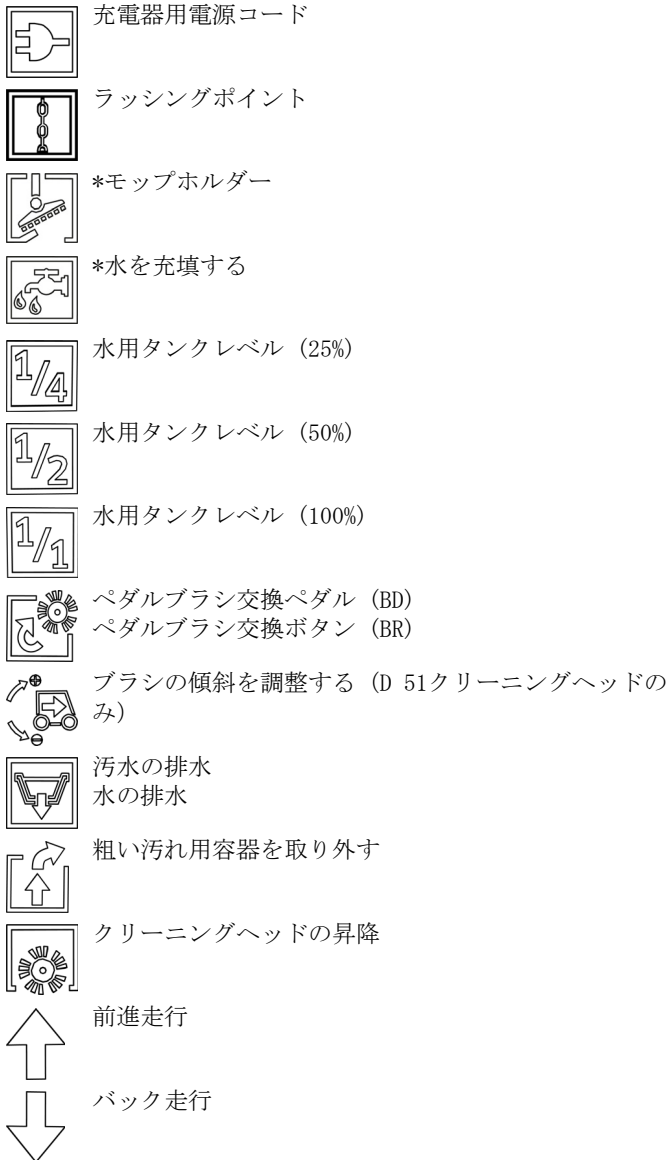 充電器用電源コード
ラッシングポイント
*モップホルダー
*水を充填する
1/4
水用タンクレベル (25%)
1/2
水用タンクレベル (50%)
1/1
水用タンクレベル (100%)
ペダルブラシ交換ペダル (BD)
ペダルブラシ交換ボタン (BR)
ブラシの傾斜を調整する (D 51クリーニングヘッドの
み)
汚水の排水
水の排水
粗い汚れ用容器を取り外す
クリーニングヘッドの昇降
前進走行
バック走行